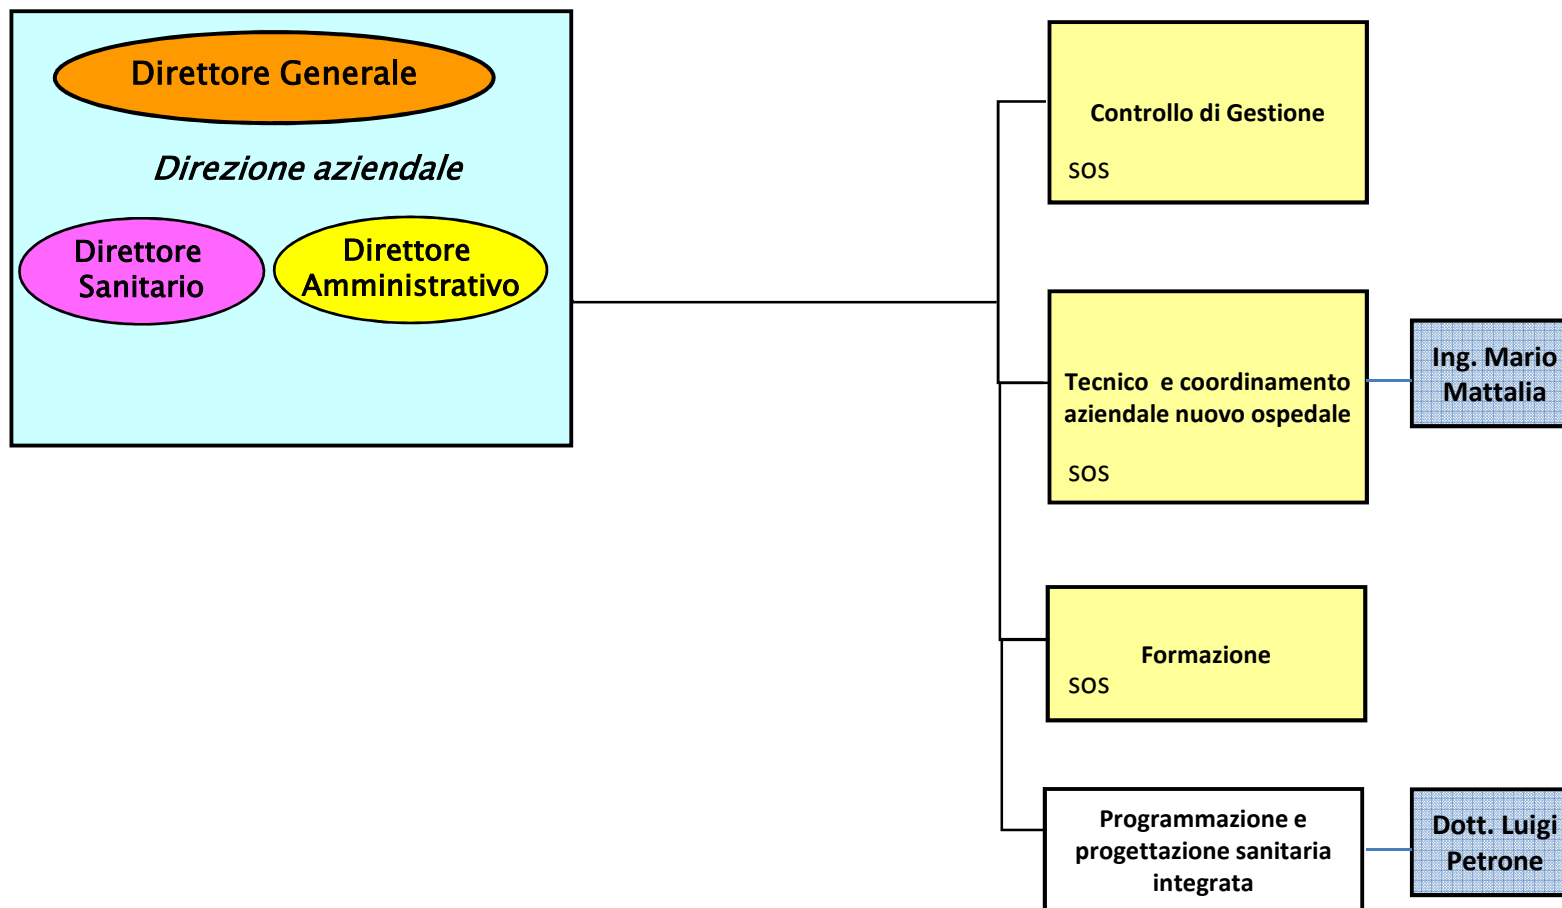 Direttore Generale
Direzione aziendale
Direttore
Sanitario
Direttore
Amministrativo
Controllo di Gestione
SOS
Tecnico e coordinamento
aziendale nuovo ospedale
SOS
Ing. Mario
Mattalia
Formazione
SOS
Programmazione e
progettazione sanitaria
integrata
Dott. Luigi
Petrone